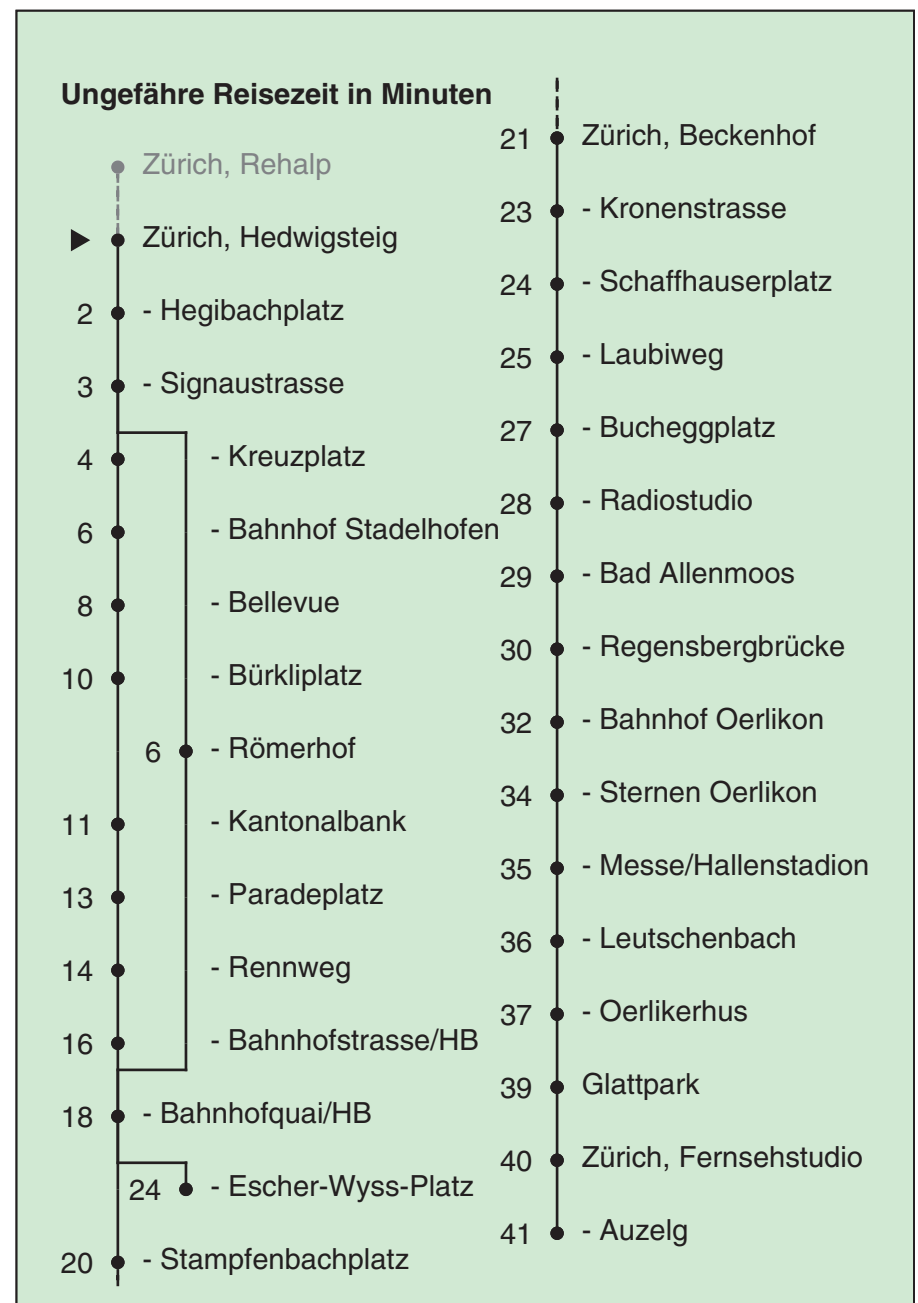 Ungefähre Reisezeit in Minuten
Zürich, Rehalp
Zürich, Hedwigsteig
2 - Hegibachplatz
3 - Signaustrasse
4 - Kreuzplatz
6 - Bahnhof Stadelhofen
8 - Bellevue
10 - Bürkliplatz
6 - Römerhof
11 - Kantonalbank
13 - Paradeplatz
14 - Rennweg
16 - Bahnhofstrasse/HB
18 - Bahnhofquai/HB
24 - Escher-Wyss-Platz
20 - Stampfenbachplatz
21 Zürich, Beckenhof
23 - Kronenstrasse
24 - Schaffhauserplatz
25 - Laubiweg
27 - Bucheggplatz
28 - Radiostudio
29 - Bad Allenmoos
30 - Regensbergbrücke
32 - Bahnhof Oerlikon
34 - Sternen Oerlikon
35 - Messe/Hallenstadion
36 - Leutschenbach
37 - Oerlikerhus
39 Glattpark
40 Zürich, Fernsehstudio
41 - Auzelg